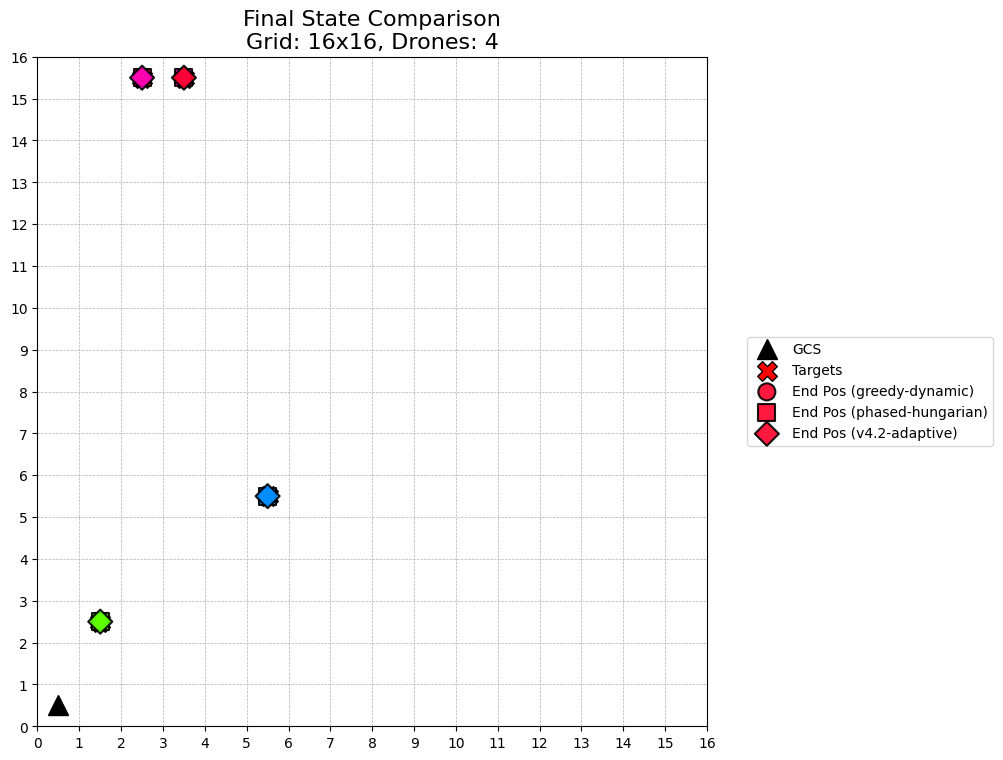 Final State Comparison
Grid: 16x16, Drones: 4
16
15
14
13
12
11
10
9
8
7
6
5
4
3
2
1
0
0 1 2 3 4 5 6 7 8 9 10 11 12 13 14 15 16
GCS
Targets
End Pos (greedy-dynamic)
End Pos (phased-hungarian)
End Pos (v4.2-adaptive)